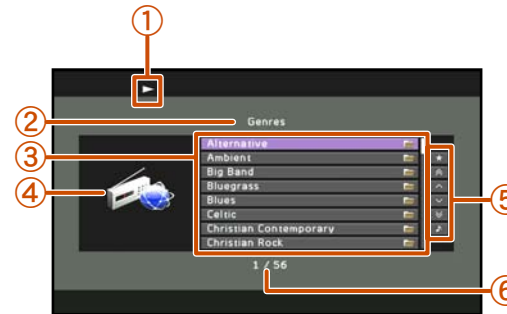 ①
② Genres
③ Alternative
Ambient
Big Band
④ Bluegrass
Blues
⑤
Celtic
Christian Contemporary
Christian Rock
1 / 56
⑥